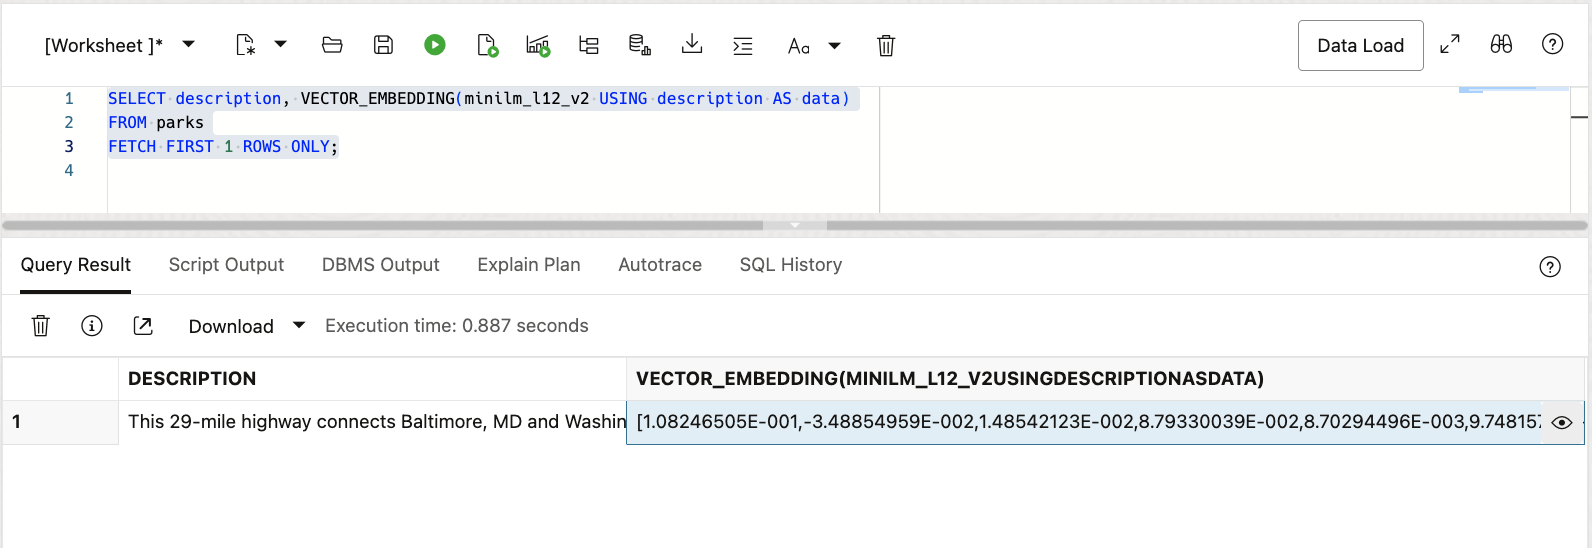 [Worksheet ]*
Aa
Data Load
1 SELECT description, VECTOR_EMBEDDING(minilm_l12_v2 USING description AS data)
2 FROM parks
3 FETCH FIRST 1 ROWS ONLY;
4
Query Result Script Output DBMS Output Explain Plan Autotrace SQL History
Download Execution time: 0.887 seconds
DESCRIPTION VECTOR_EMBEDDING(MINILM_L12_V2USINGDESCRIPTIONASDATA)
1 This 29-mile highway connects Baltimore, MD and Washin [1.08246505E-001,-3.48854959E-002,1.48542123E-002,8.79330039E-002,8.70294496E-003,9.748157